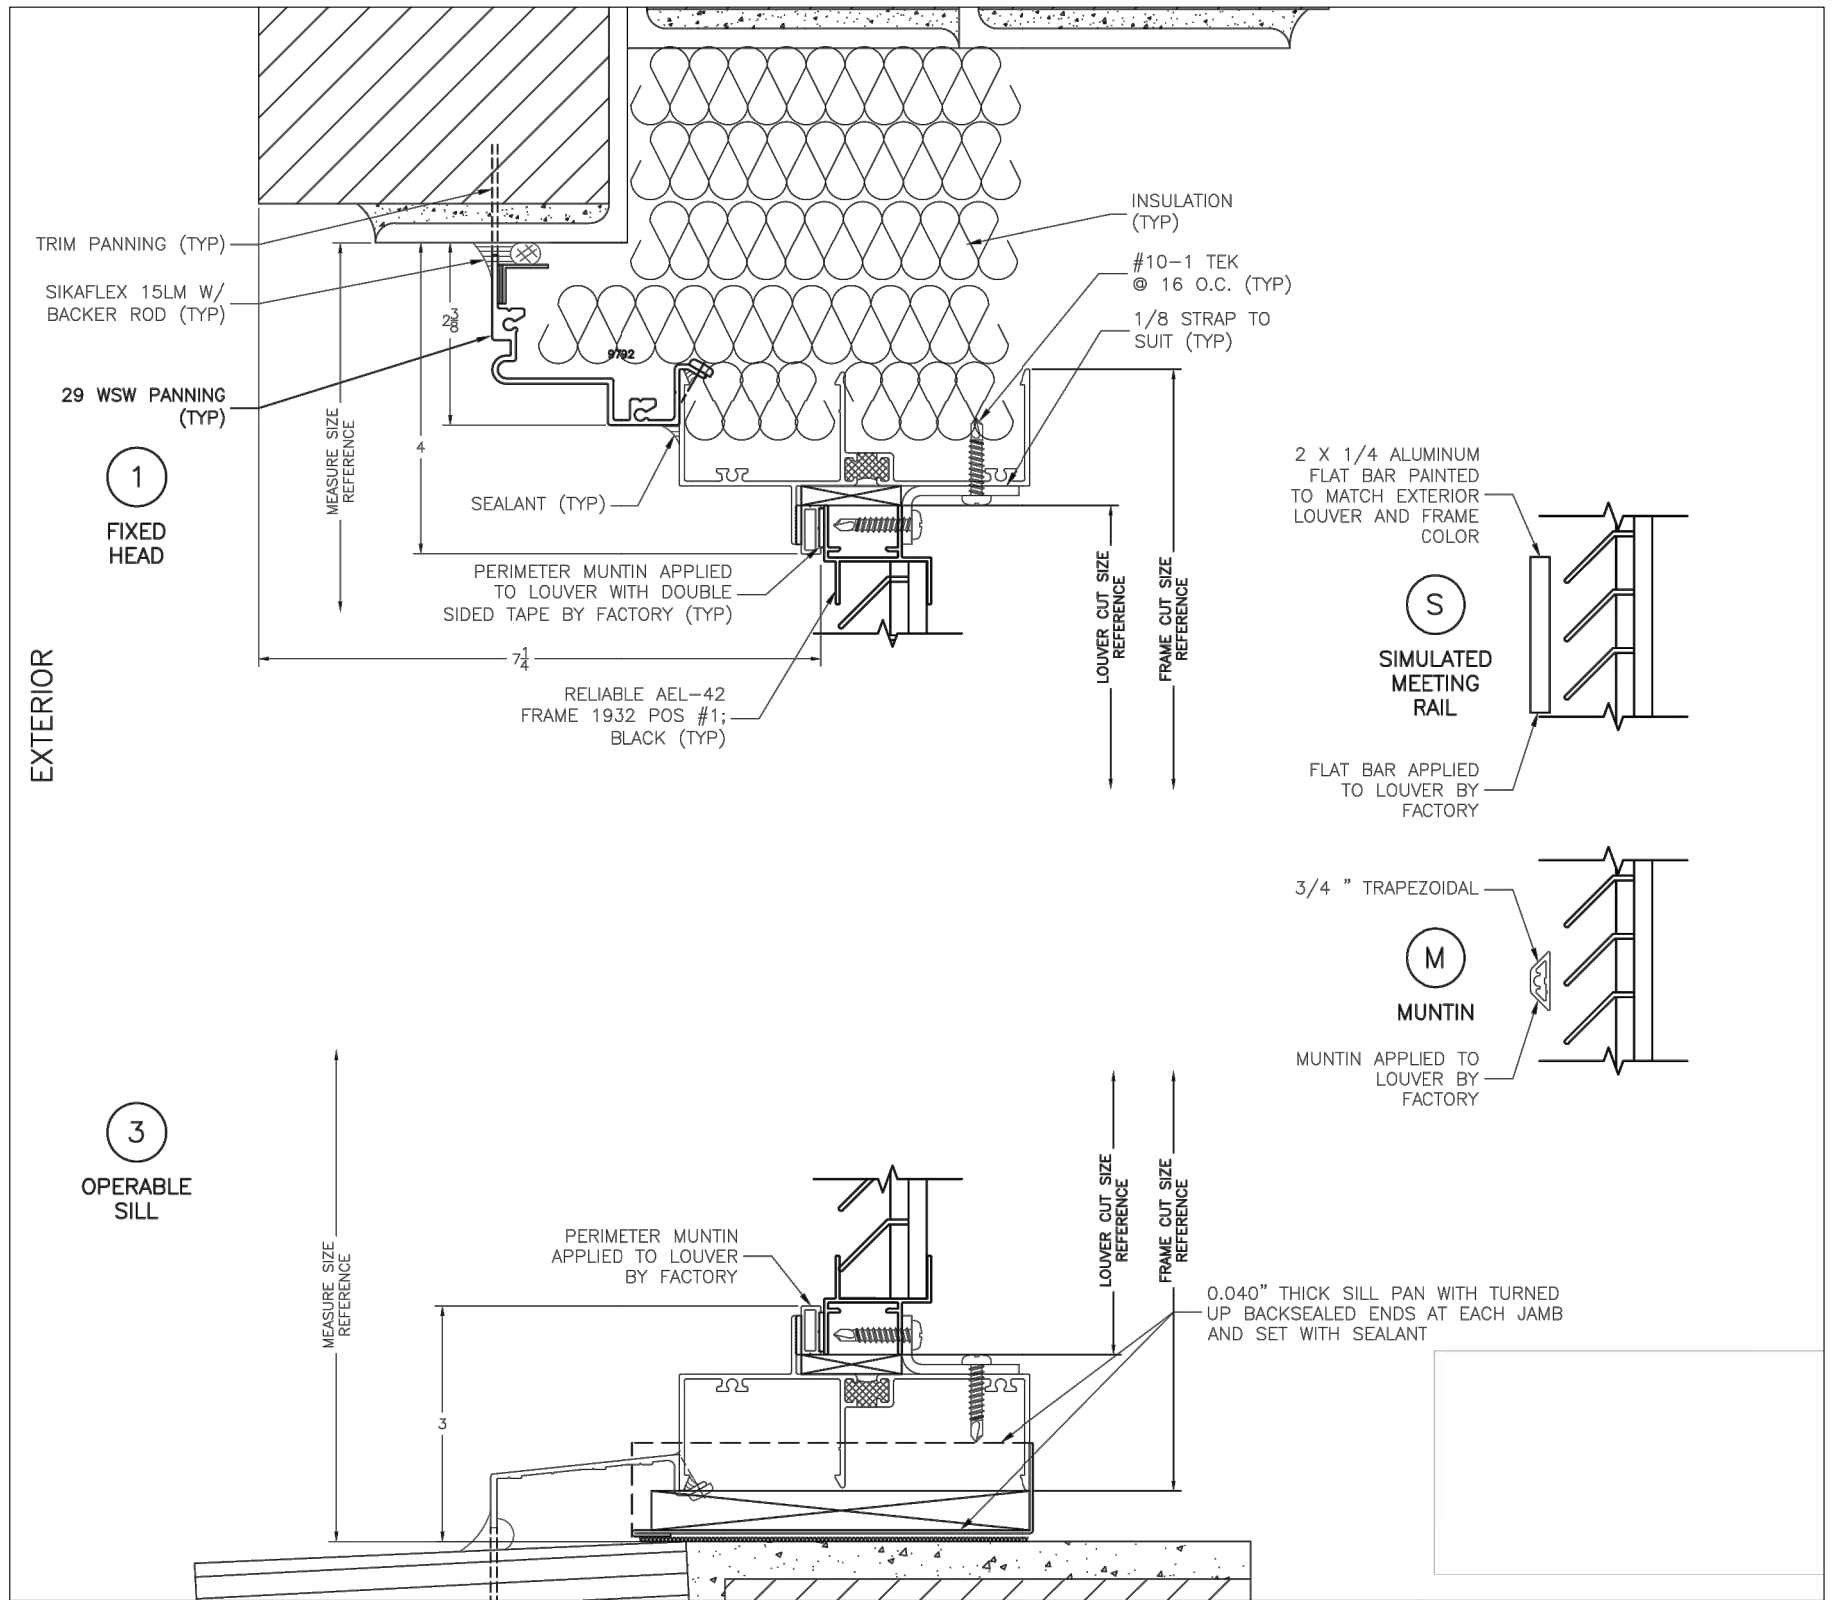 TRIM PANNING (TYP)
SIKAFLEX 15LM W/
BACKER ROD (TYP)
29 WSW PANNING
(TYP)
1
FIXED
HEAD
MEASURE SIZE
REFERENCE
4
2 3/8
9792
SEALANT (TYP)
INSULATION
(TYP)
#10-1 TEK
@ 16 O.C. (TYP)
1/8 STRAP TO
SUIT (TYP)
PERIMETER MUNTIN APPLIED
TO LOUVER WITH DOUBLE
SIDED TAPE BY FACTORY (TYP)
7 1/4
RELIABLE AEL-42
FRAME 1932 POS #1;
BLACK (TYP)
LOUVER CUT SIZE
REFERENCE
FRAME CUT SIZE
REFERENCE
EXTERIOR
2 X 1/4 ALUMINUM
FLAT BAR PAINTED
TO MATCH EXTERIOR
LOUVER AND FRAME
COLOR
S
SIMULATED
MEETING
RAIL
FLAT BAR APPLIED
TO LOUVER BY
FACTORY
3/4 " TRAPEZOIDAL
M
MUNTIN
MUNTIN APPLIED TO
LOUVER BY
FACTORY
3
OPERABLE
SILL
MEASURE SIZE
REFERENCE
PERIMETER MUNTIN
APPLIED TO LOUVER
BY FACTORY
3
LOUVER CUT SIZE
REFERENCE
FRAME CUT SIZE
REFERENCE
0.040" THICK SILL PAN WITH TURNED
UP BACKSEALED ENDS AT EACH JAMB
AND SET WITH SEALANT